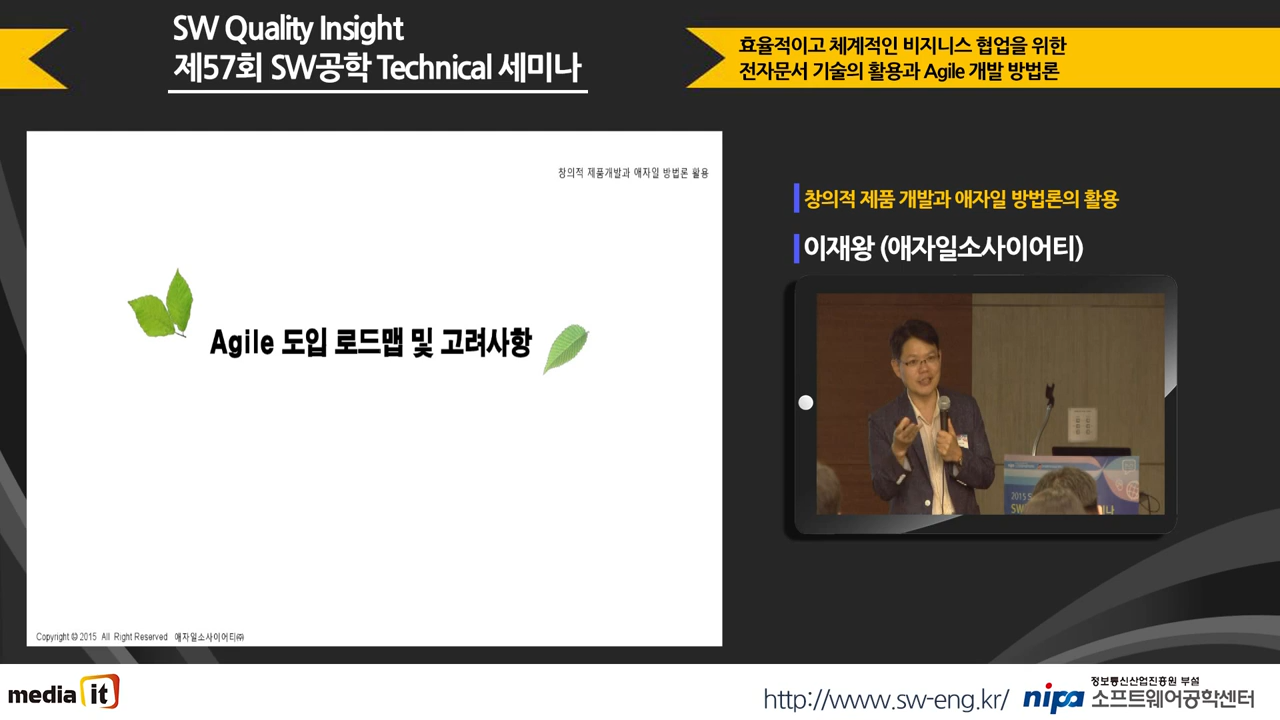 SW Quality Insight
제57회 SW공학 Technical 세미나
효율적이고 체계적인 비지니스 협업을 위한
전자문서 기술의 활용과 Agile 개발 방법론
창의적 제품개발과 애자일 방법론 활용
Agile 도입 로드맵 및 고려사항
Copyright © 2015 All Right Reserved 애자일소사이어티㈜
창의적 제품 개발과 애자일 방법론의 활용
이재왕 (애자일소사이어티)
2015 S
SW
미나
media it
http://www.sw-eng.kr/
nipa
정보통신산업진흥원 부설
소프트웨어공학센터